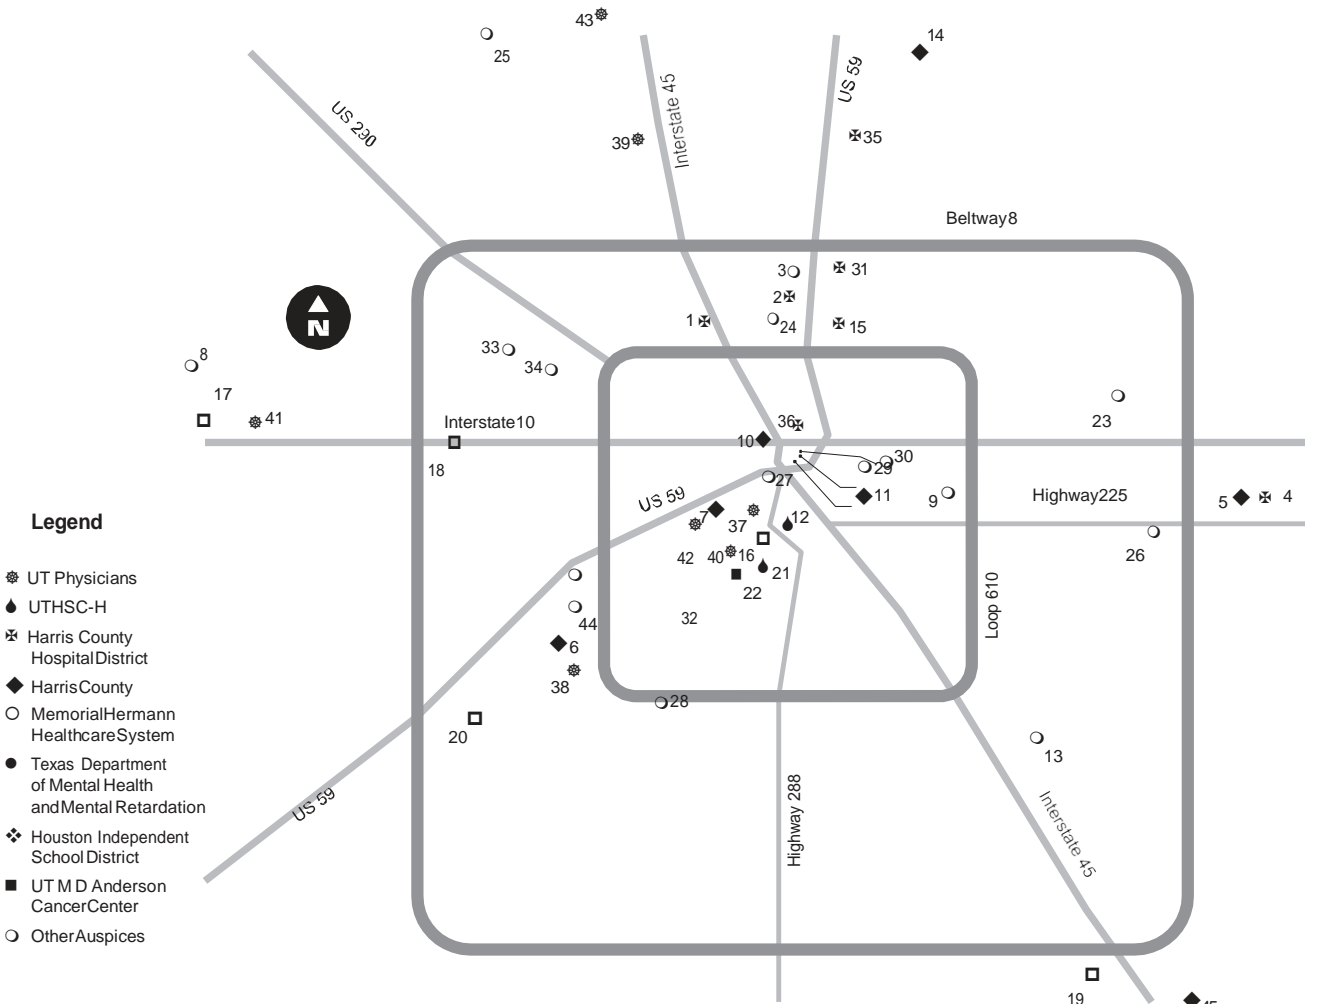 43
14
25
US 290
Interstate 45
US 59
39
35
Beltway8
3
31
2
1
24
15
N
8
33
34
17
41
Interstate10
36
23
10
18
30
29
27
US 59
11
9
Highway225
5
4
7
37
12
42
40
16
26
21
22
32
44
Loop 610
6
38
28
20
13
US 59
Highway 288
Interstate 45
19
45
Legend
UT Physicians
UTHSC-H
Harris County
HospitalDistrict
HarrisCounty
MemorialHermann
HealthcareSystem
Texas Department
of Mental Health
andMental Retardation
Houston Independent
SchoolDistrict
UT M D Anderson
CancerCenter
OtherAuspices